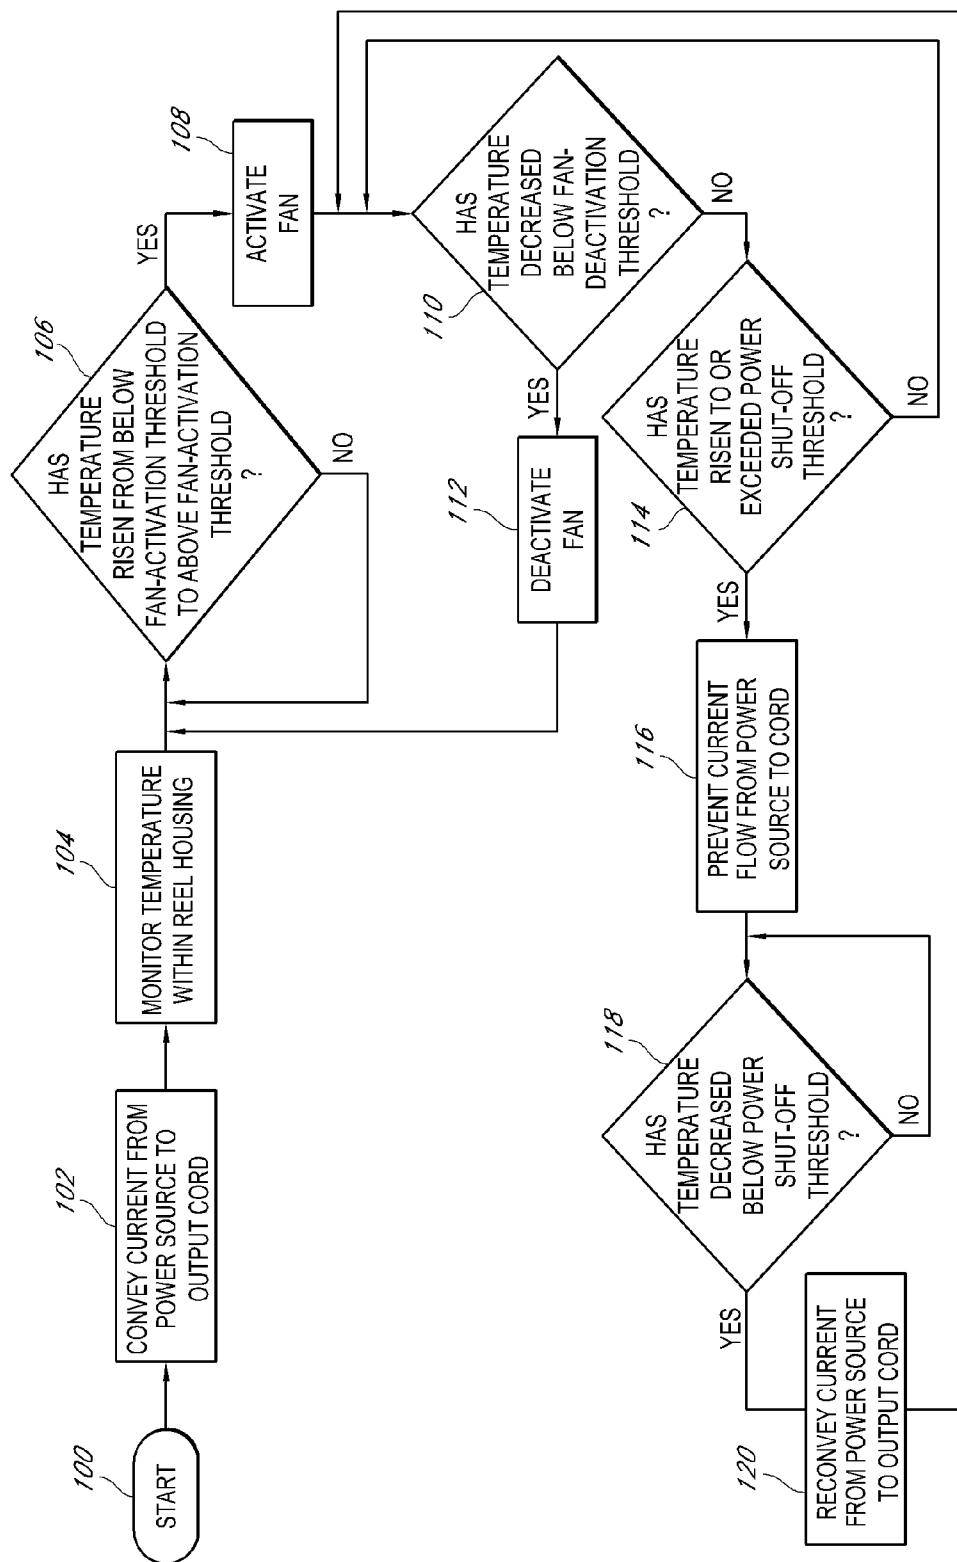 100
START
102
CONVEY CURRENT FROM
POWER SOURCE TO
OUTPUT CORD
104
MONITOR TEMPERATURE
WITHIN REEL HOUSING
106
HAS
TEMPERATURE
RISEN FROM BELOW
FAN-ACTIVATION THRESHOLD
TO ABOVE FAN-ACTIVATION
THRESHOLD
?
NO
YES
108
ACTIVATE
FAN
110
HAS
TEMPERATURE
DECREASED
BELOW FAN-
DEACTIVATION
THRESHOLD
?
YES
NO
112
DEACTIVATE
FAN
114
HAS
TEMPERATURE
RISEN TO OR
EXCEEDED POWER
SHUT-OFF
THRESHOLD
?
NO
YES
116
PREVENT CURRENT
FLOW FROM POWER
SOURCE TO CORD
118
HAS
TEMPERATURE
DECREASED
BELOW POWER
SHUT-OFF
THRESHOLD
?
NO
YES
120
RECONVEY CURRENT
FROM POWER SOURCE
TO OUTPUT CORD